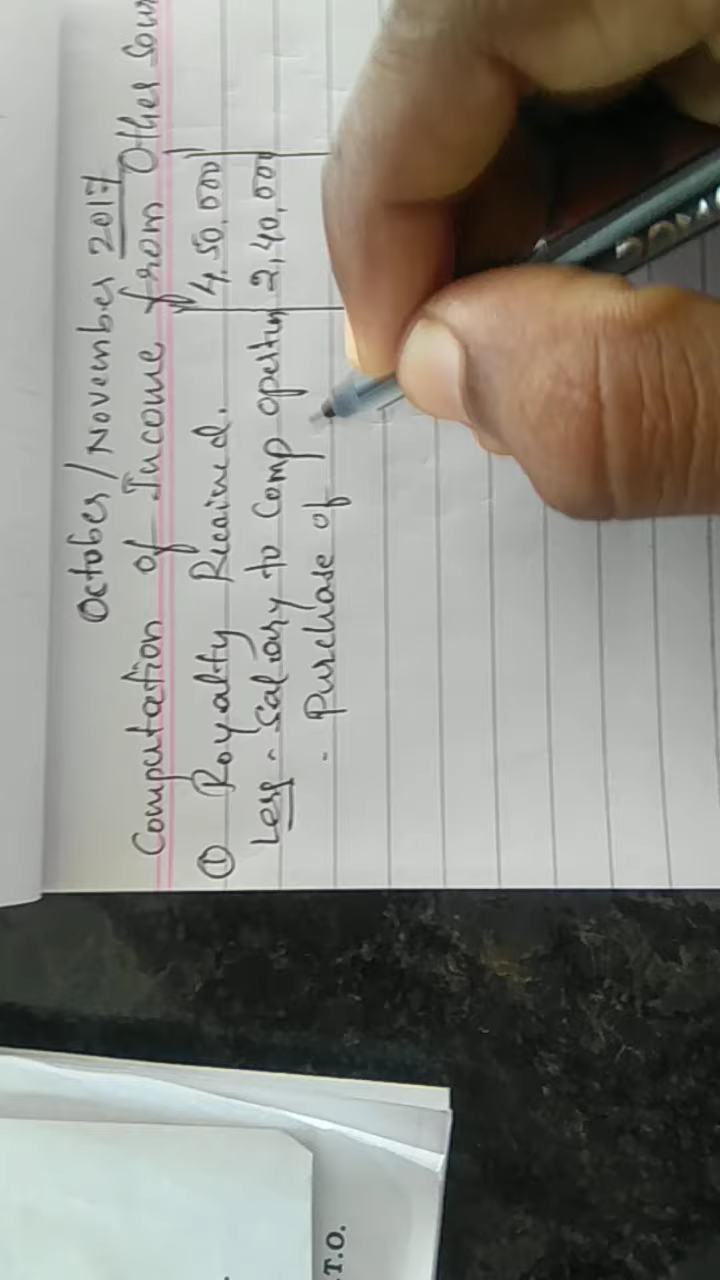 October/November 2017
Computation of Income from Other Sour
① Royalty Received. 4,50,000
Less - Salary to Comp opertin 2,40,000
- Purchase of
.T.O.